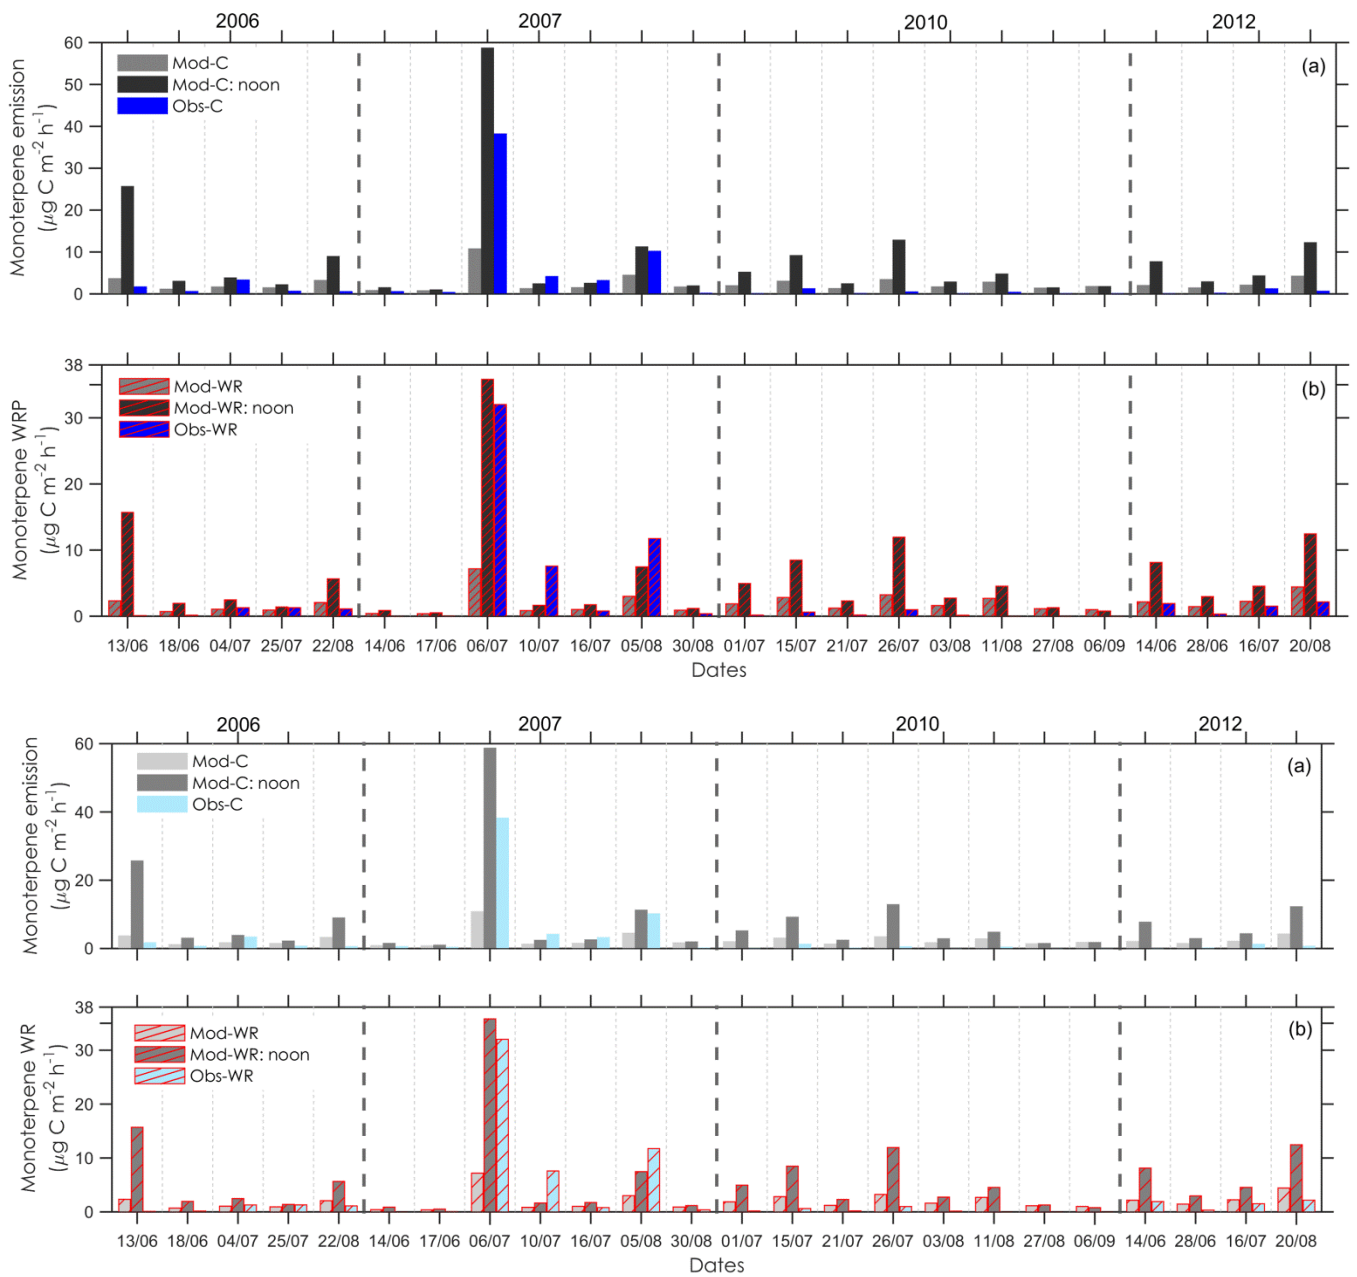 2006 2007 2010 2012
Monoterpene emission
(μg C m-2 h-1)
60
50
40
30
20
10
0
Mod-C
Mod-C: noon
Obs-C
(a)
Monoterpene WRP
(μg C m-2 h-1)
38
30
20
10
0
Mod-WR
Mod-WR: noon
Obs-WR
(b)
13/06 18/06 04/07 25/07 22/08 14/06 17/06 06/07 10/07 16/07 05/08 30/08 01/07 15/07 21/07 26/07 03/08 11/08 27/08 06/09 14/06 28/06 16/07 20/08
Dates
2006 2007 2010 2012
Monoterpene emission
(μg C m-2 h-1)
60
40
20
0
Mod-C
Mod-C: noon
Obs-C
(a)
Monoterpene WR
(μg C m-2 h-1)
38
30
20
10
0
Mod-WR
Mod-WR: noon
Obs-WR
(b)
13/06 18/06 04/07 25/07 22/08 14/06 17/06 06/07 10/07 16/07 05/08 30/08 01/07 15/07 21/07 26/07 03/08 11/08 27/08 06/09 14/06 28/06 16/07 20/08
Dates